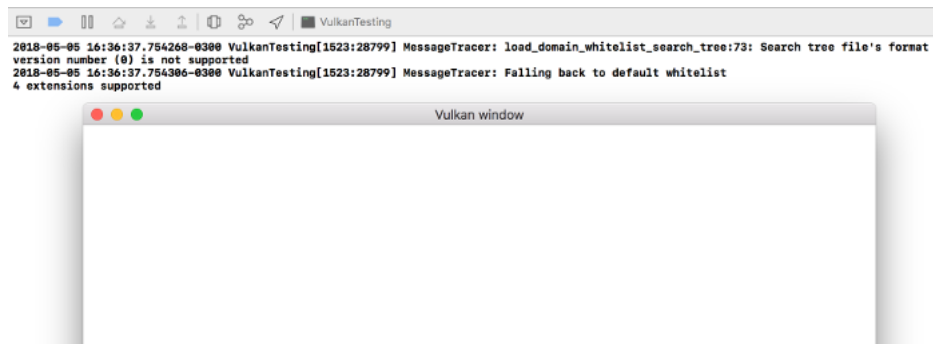 VulkanTesting
2018-05-05 16:36:37.754268-0300 VulkanTesting[1523:28799] MessageTracer: load_domain_whitelist_search_tree:73: Search tree file's format
version number (0) is not supported
2018-05-05 16:36:37.754306-0300 VulkanTesting[1523:28799] MessageTracer: Falling back to default whitelist
4 extensions supported
Vulkan window